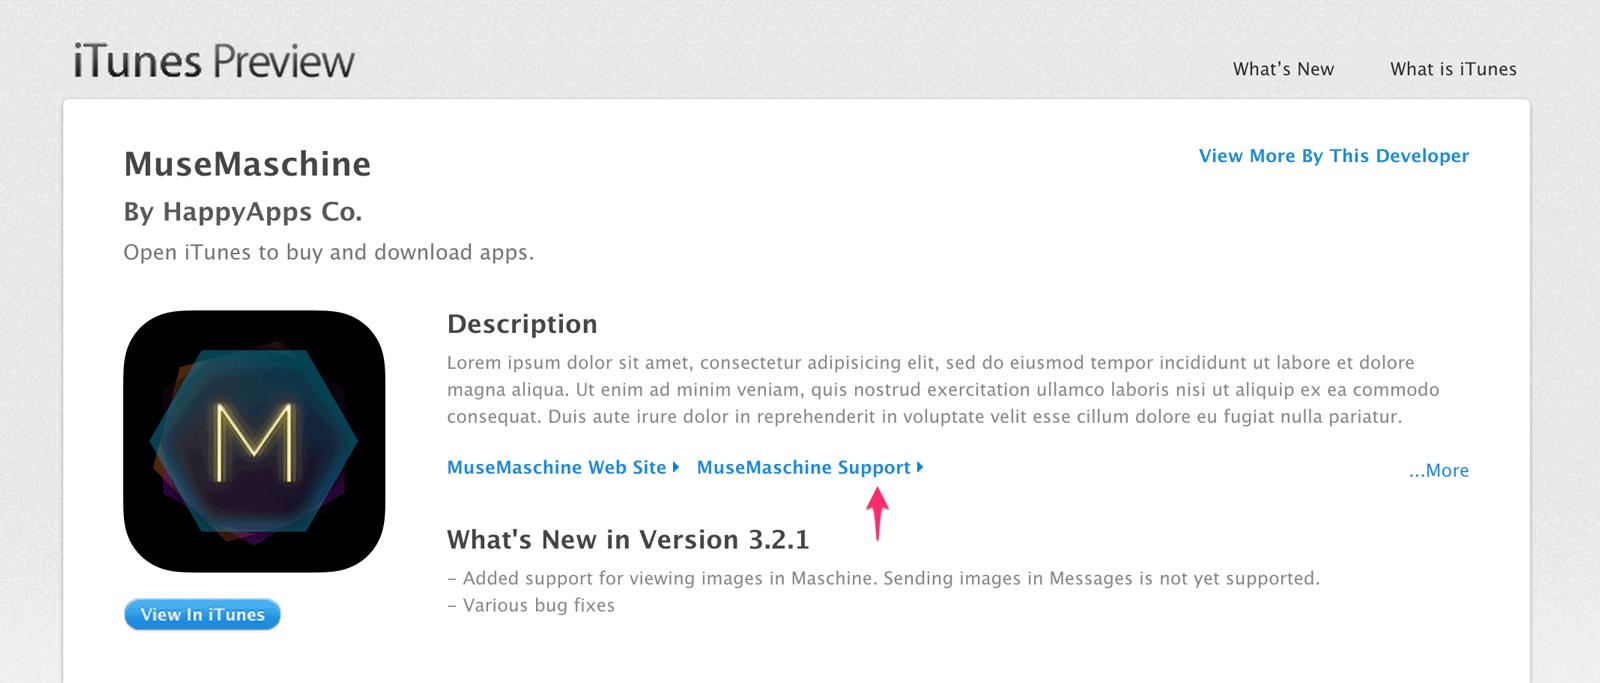 iTunes Preview
What’s New
What is iTunes
MuseMaschine
View More By This Developer
By HappyApps Co.
Open iTunes to buy and download apps.
M
Description
Lorem ipsum dolor sit amet, consectetur adipisicing elit, sed do eiusmod tempor incididunt ut labore et dolore
magna aliqua. Ut enim ad minim veniam, quis nostrud exercitation ullamco laboris nisi ut aliquip ex ea commodo
consequat. Duis aute irure dolor in reprehenderit in voluptate velit esse cillum dolore eu fugiat nulla pariatur.
MuseMaschine Web Site
MuseMaschine Support
...More
What's New in Version 3.2.1
– Added support for viewing images in Maschine. Sending images in Messages is not yet supported.
– Various bug fixes
View In iTunes